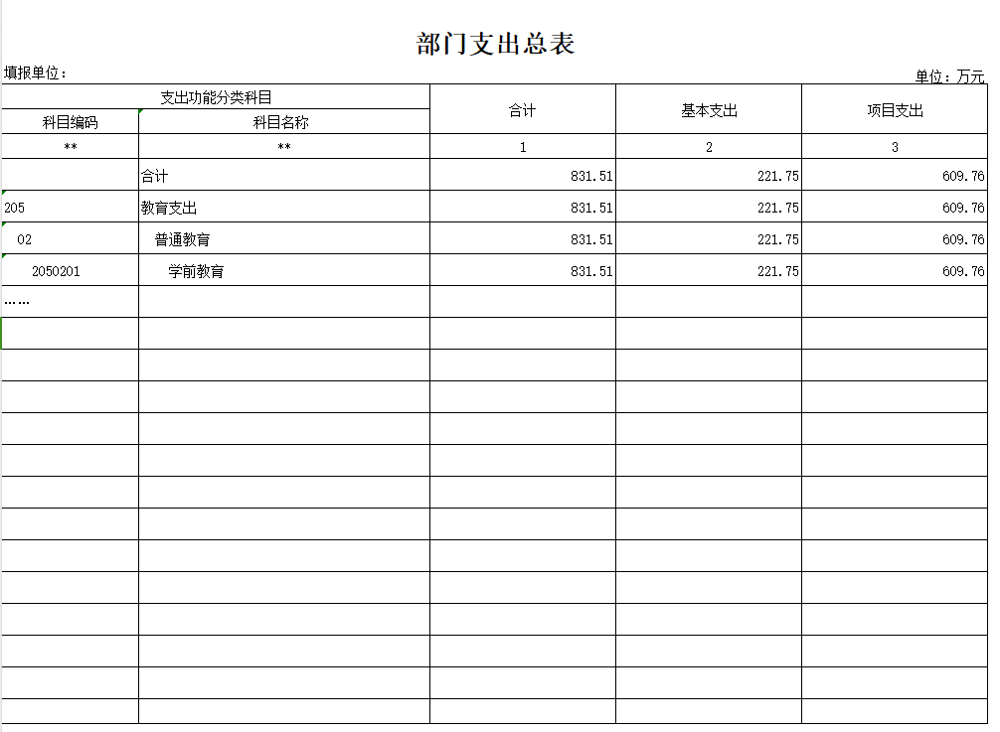 部门支出总表
填报单位：
单位：万元
支出功能分类科目 合计 基本支出 项目支出
科目编码 科目名称
** ** 1 2 3
合计 831.51 221.75 609.76
205 教育支出 831.51 221.75 609.76
02 普通教育 831.51 221.75 609.76
2050201 学前教育 831.51 221.75 609.76
……